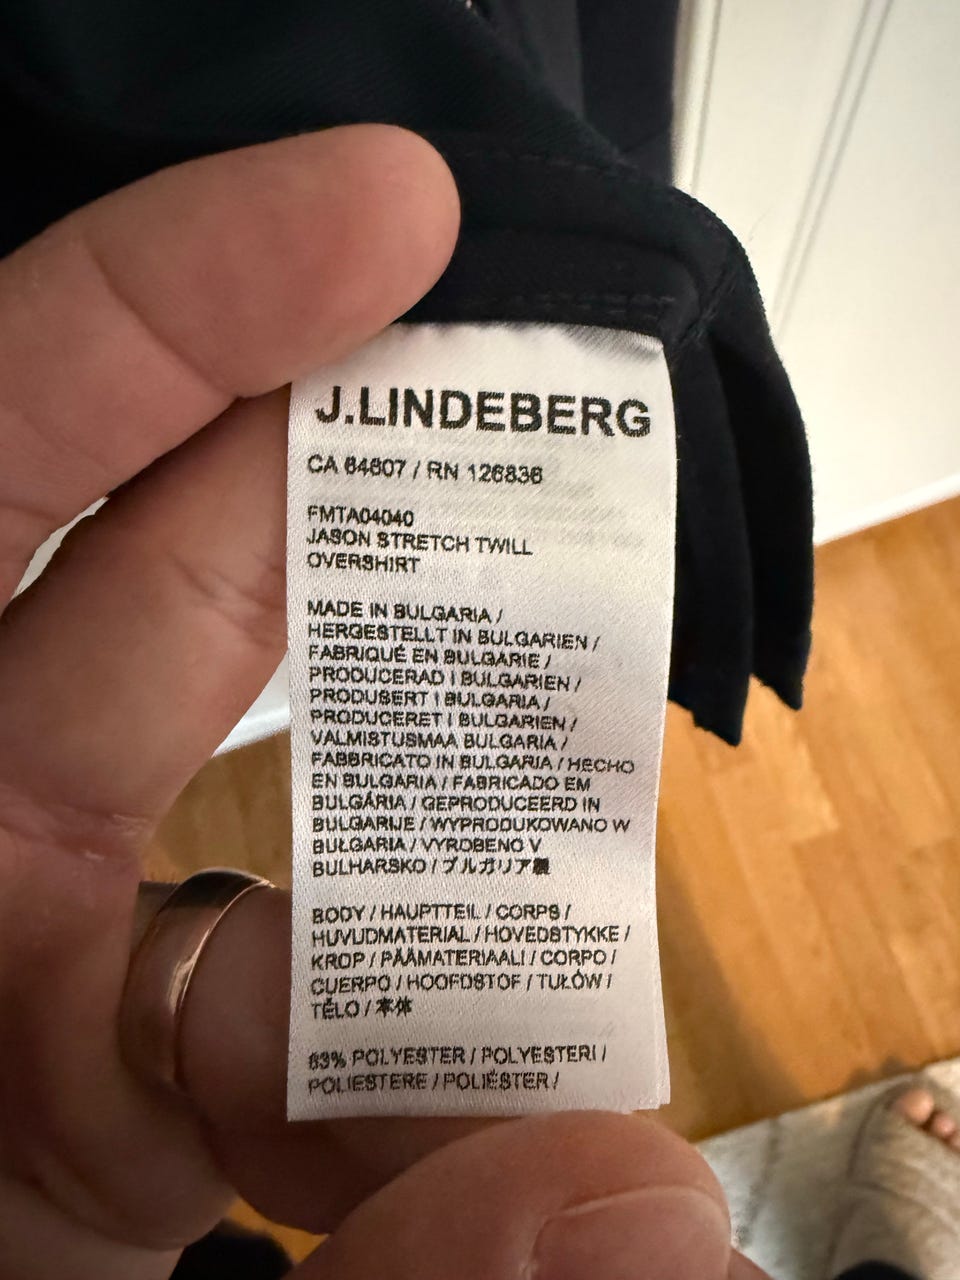 J.LINDEBERG
CA 64607 / RN 126836
FMTA04040
JASON STRETCH TWILL
OVERSHIRT
MADE IN BULGARIA /
HERGESTELLT IN BULGARIEN /
FABRIQUÉ EN BULGARIE /
PRODUCERAD I BULGARIEN /
PRODUSERT I BULGARIA /
PRODUCERET I BULGARIEN /
VALMISTUSMAA BULGARIA /
FABBRICATO IN BULGARIA / HECHO
EN BULGARIA / FABRICADO EM
BULGÁRIA / GEPRODUCEERD IN
BULGARIJE / WYPRODUKOWANO W
BUŁGARIA / VYROBENO V
BULHARSKO / ブルガリア製
BODY / HAUPTTEIL / CORPS /
HUVUDMATERIAL / HOVEDSTYKKE /
KROP / PÄÄMATERIAALI / CORPO /
CUERPO / HOOFDSTOF / TUŁÓW /
TĚLO / 本体
63% POLYESTER / POLYESTERI /
POLIESTERE / POLIÉSTER /